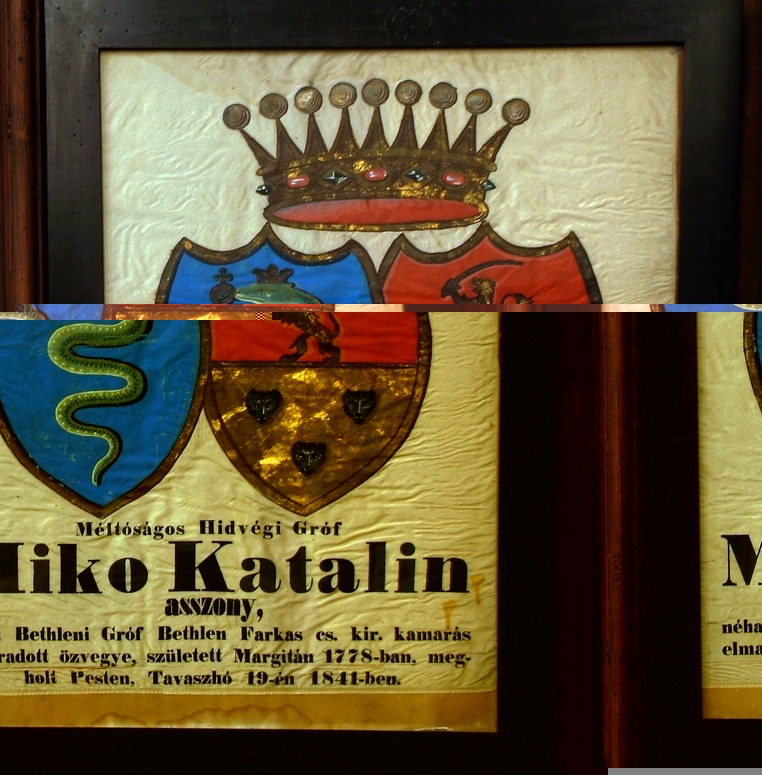 Méltóságos Hidvégi Gróf
Miko Katalin
asszony,
Bethleni Gróf Bethlen Farkas cs. kir. kamarás
radott özvegye, született Margitán 1778-ban, meg-
holt Pesten, Tavaszhó 19-én 1841-ben.
M
néha
elma